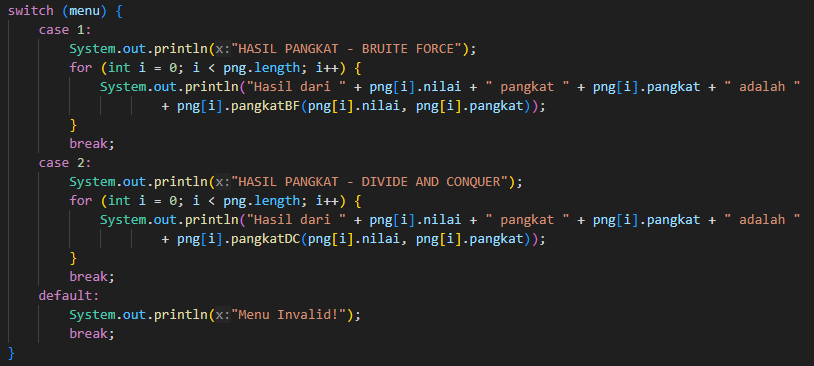 switch (menu) {
    case 1:
        System.out.println(x:"HASIL PANGKAT - BRUITE FORCE");
        for (int i = 0; i < png.length; i++) {
            System.out.println("Hasil dari " + png[i].nilai + " pangkat " + png[i].pangkat + " adalah "
                    + png[i].pangkatBF(png[i].nilai, png[i].pangkat));
        }
        break;
    case 2:
        System.out.println(x:"HASIL PANGKAT - DIVIDE AND CONQUER");
        for (int i = 0; i < png.length; i++) {
            System.out.println("Hasil dari " + png[i].nilai + " pangkat " + png[i].pangkat + " adalah "
                    + png[i].pangkatDC(png[i].nilai, png[i].pangkat));
        }
        break;
    default:
        System.out.println(x:"Menu Invalid!");
        break;
}